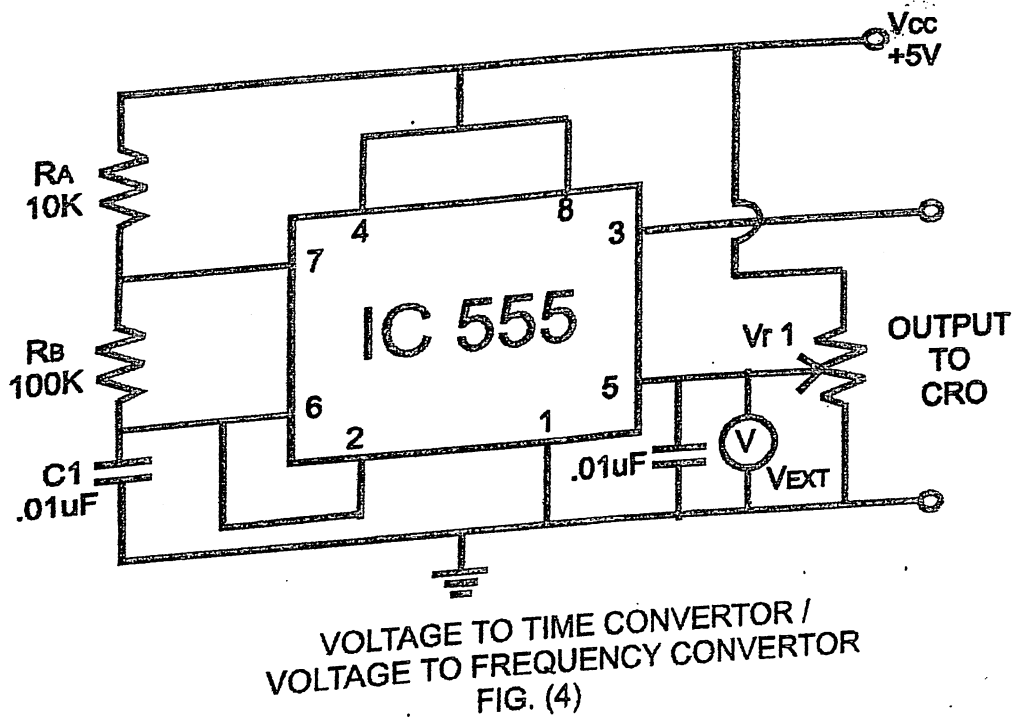 Vcc
+5V
RA
10K
4
8
3
7
IC 555
Vr 1
OUTPUT
TO
CRO
RB
100K
5
6
2
1
C1
.01uF
.01uF
V
VEXT
VOLTAGE TO TIME CONVERTOR /
VOLTAGE TO FREQUENCY CONVERTOR
FIG. (4)